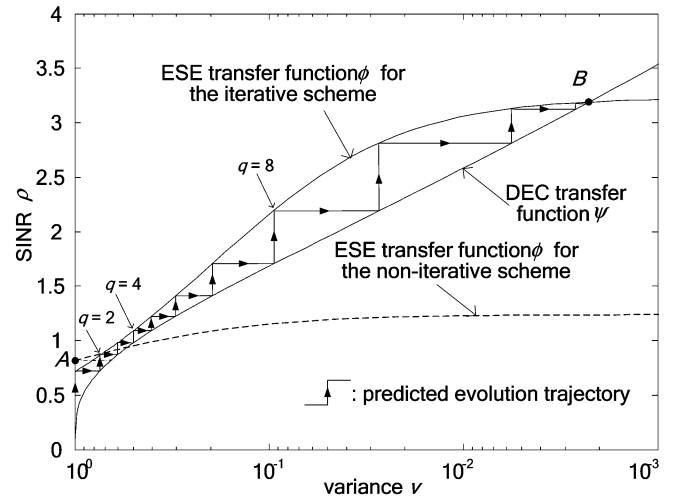 4
3.5
3
2.5
2
1.5
1
0.5
0
SINR ρ
ESE transfer functionϕ for
the iterative scheme
B
q = 8
DEC transfer
function ψ
ESE transfer functionϕ for
the non-iterative scheme
q = 4
q = 2
A
: predicted evolution trajectory
10⁰
10⁻¹
10⁻²
10⁻³
variance v